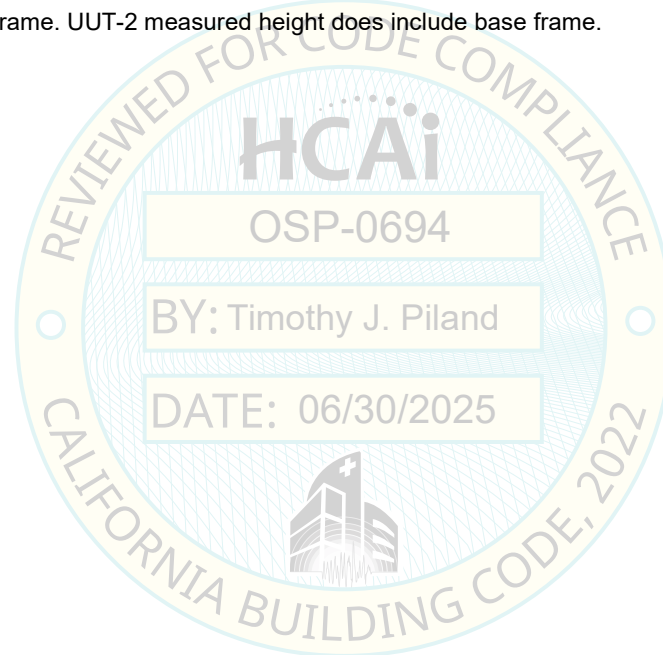 rame. UUT-2 measured height does include base frame.
REVIEWED FOR CODE COMPLIANCE
HCAi
OSP-0694
BY: Timothy J. Piland
DATE: 06/30/2025
CALIFORNIA BUILDING CODE, 2022